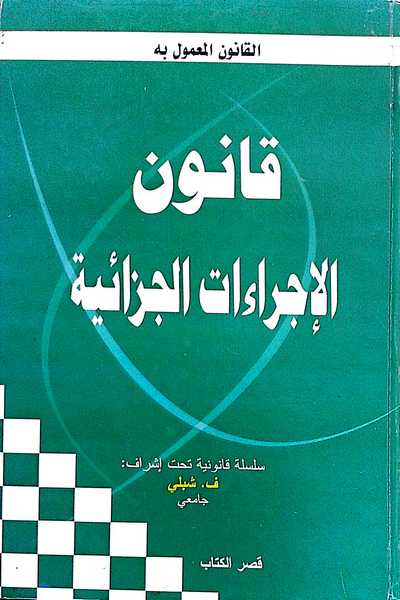 القانون المعمول به
قانون
الإجراءات الجزائية
سلسلة قانونية تحت إشراف:
ف. شبلي
جامعي
قصر الكتاب